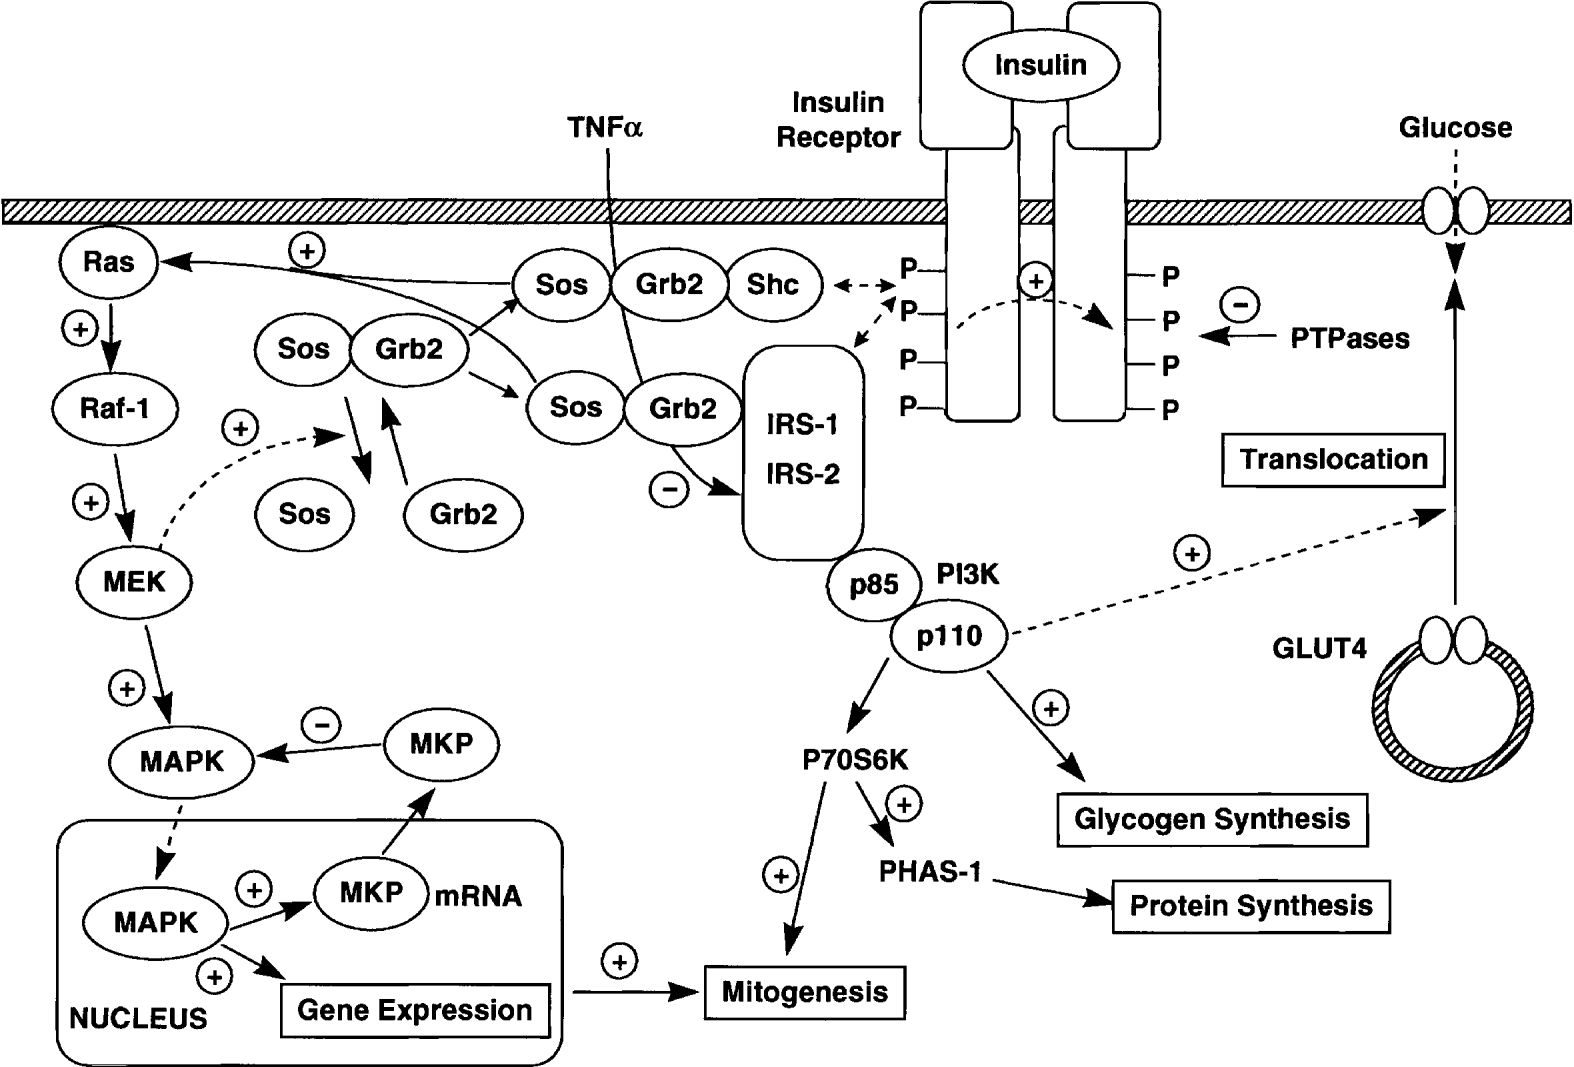 Insulin
Insulin
Receptor
TNFα
Glucose
Ras
+
Sos
Grb2
Shc
P
P
P
P
+
P
P
P
P
−
PTPases
+
Sos
Grb2
Raf-1
Sos
Grb2
IRS-1
IRS-2
+
−
+
Sos
Grb2
Translocation
MEK
p85
PI3K
p110
+
GLUT4
+
MAPK
−
MKP
P70S6K
+
+
Glycogen Synthesis
+
PHAS-1
Protein Synthesis
MAPK
+
MKP
mRNA
+
Gene Expression
NUCLEUS
+
Mitogenesis